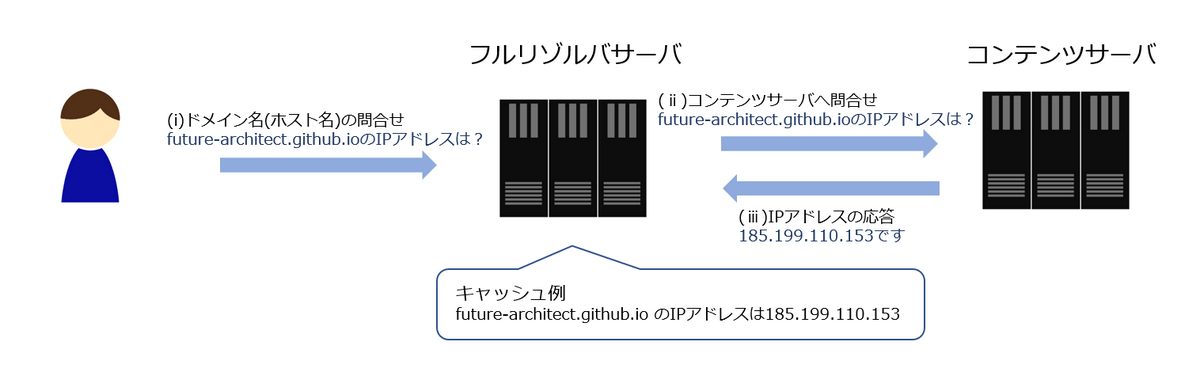 フルリゾルバサーバ
コンテンツサーバ
(i)ドメイン名(ホスト名)の問合せ
future-architect.github.ioのIPアドレスは？
(ⅱ)コンテンツサーバへ問合せ
future-architect.github.ioのIPアドレスは？
(ⅲ)IPアドレスの応答
185.199.110.153です
キャッシュ例
future-architect.github.io のIPアドレスは185.199.110.153